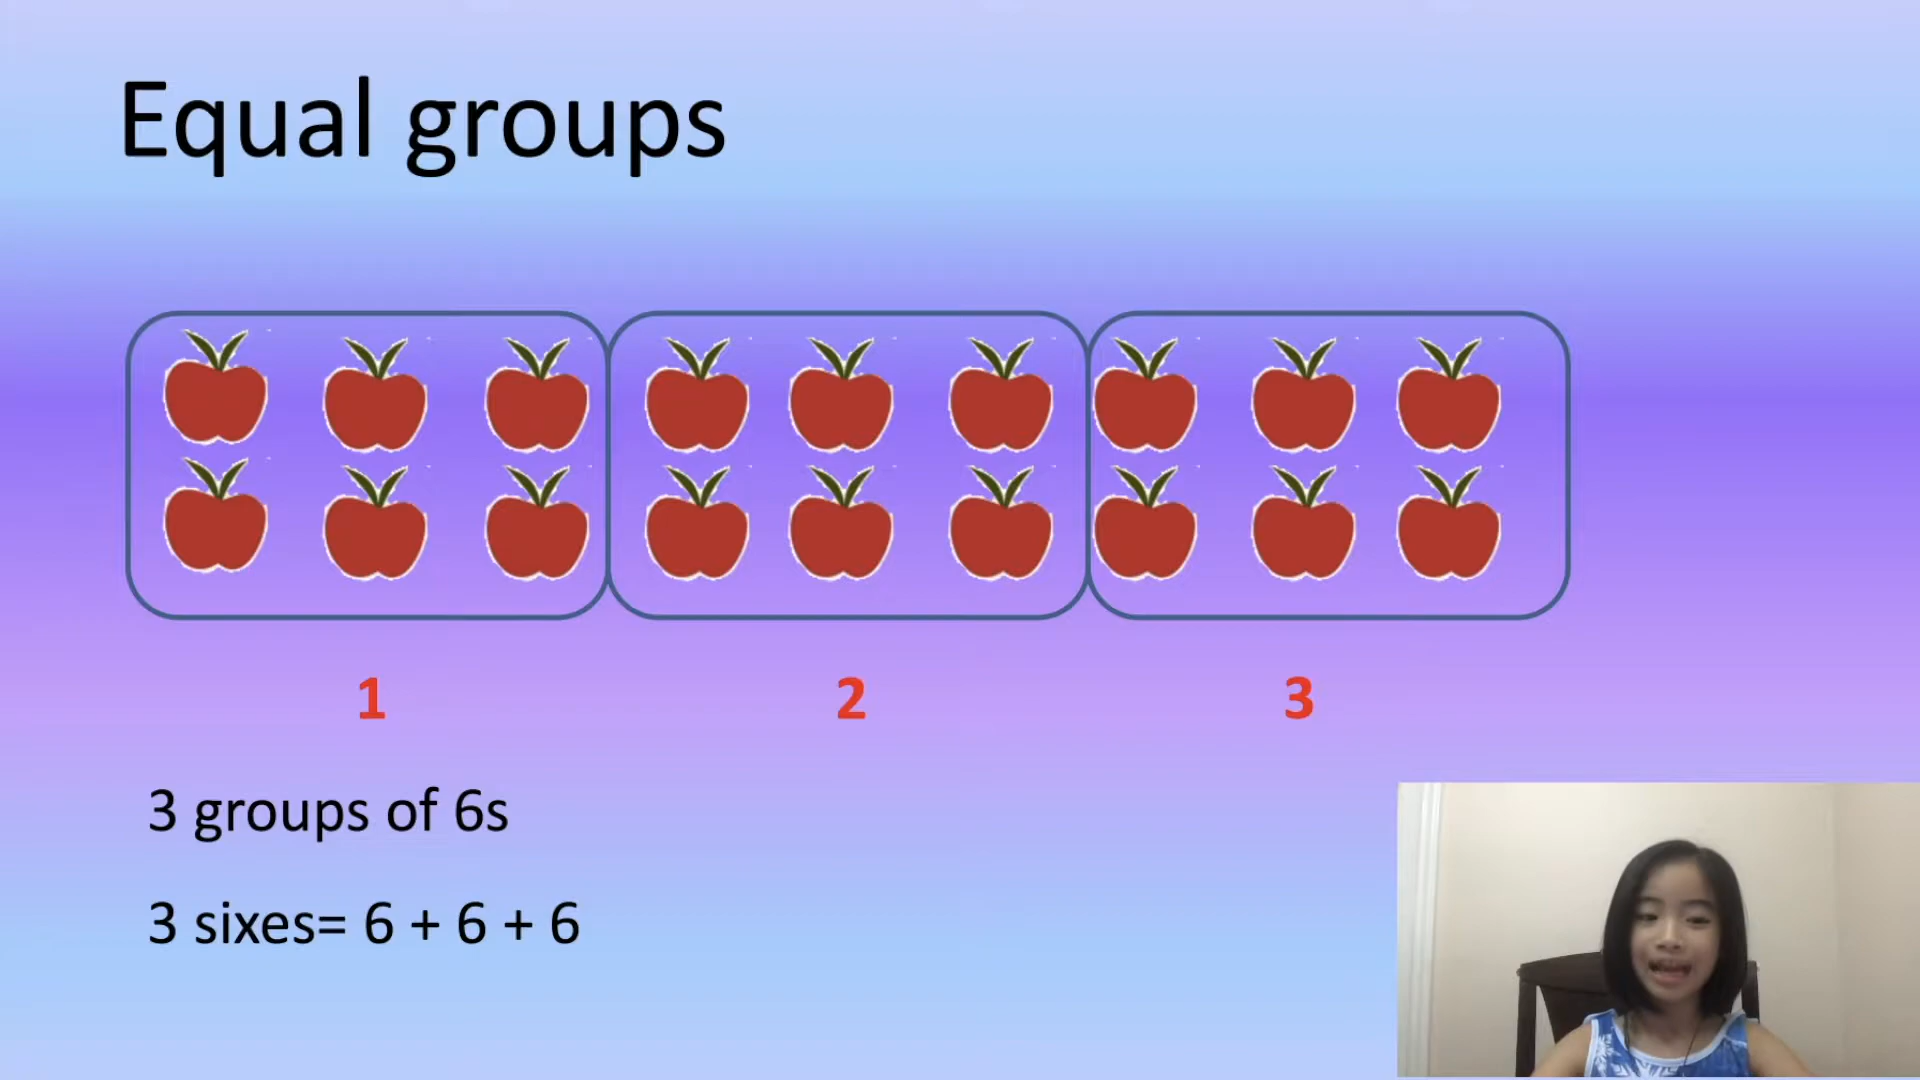 Equal groups
1 2 3
3 groups of 6s
3 sixes= 6 + 6 + 6